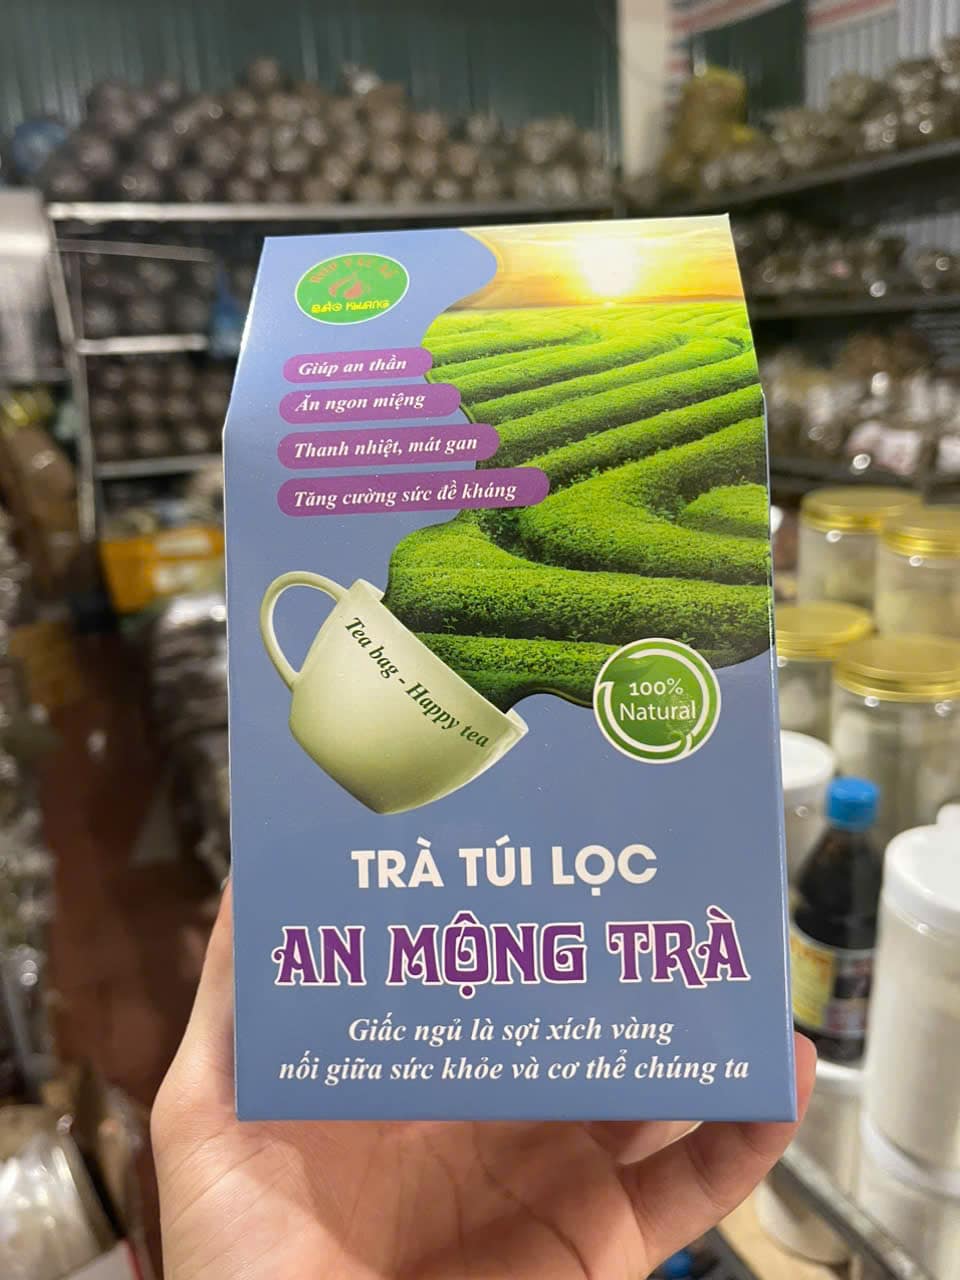 BẢO KHANG
Giúp an thần
Ăn ngon miệng
Thanh nhiệt, mát gan
Tăng cường sức đề kháng
Tea bag - Happy tea
100%
Natural
TRÀ TÚI LỌC
AN MỘNG TRÀ
Giấc ngủ là sợi xích vàng
nối giữa sức khỏe và cơ thể chúng ta